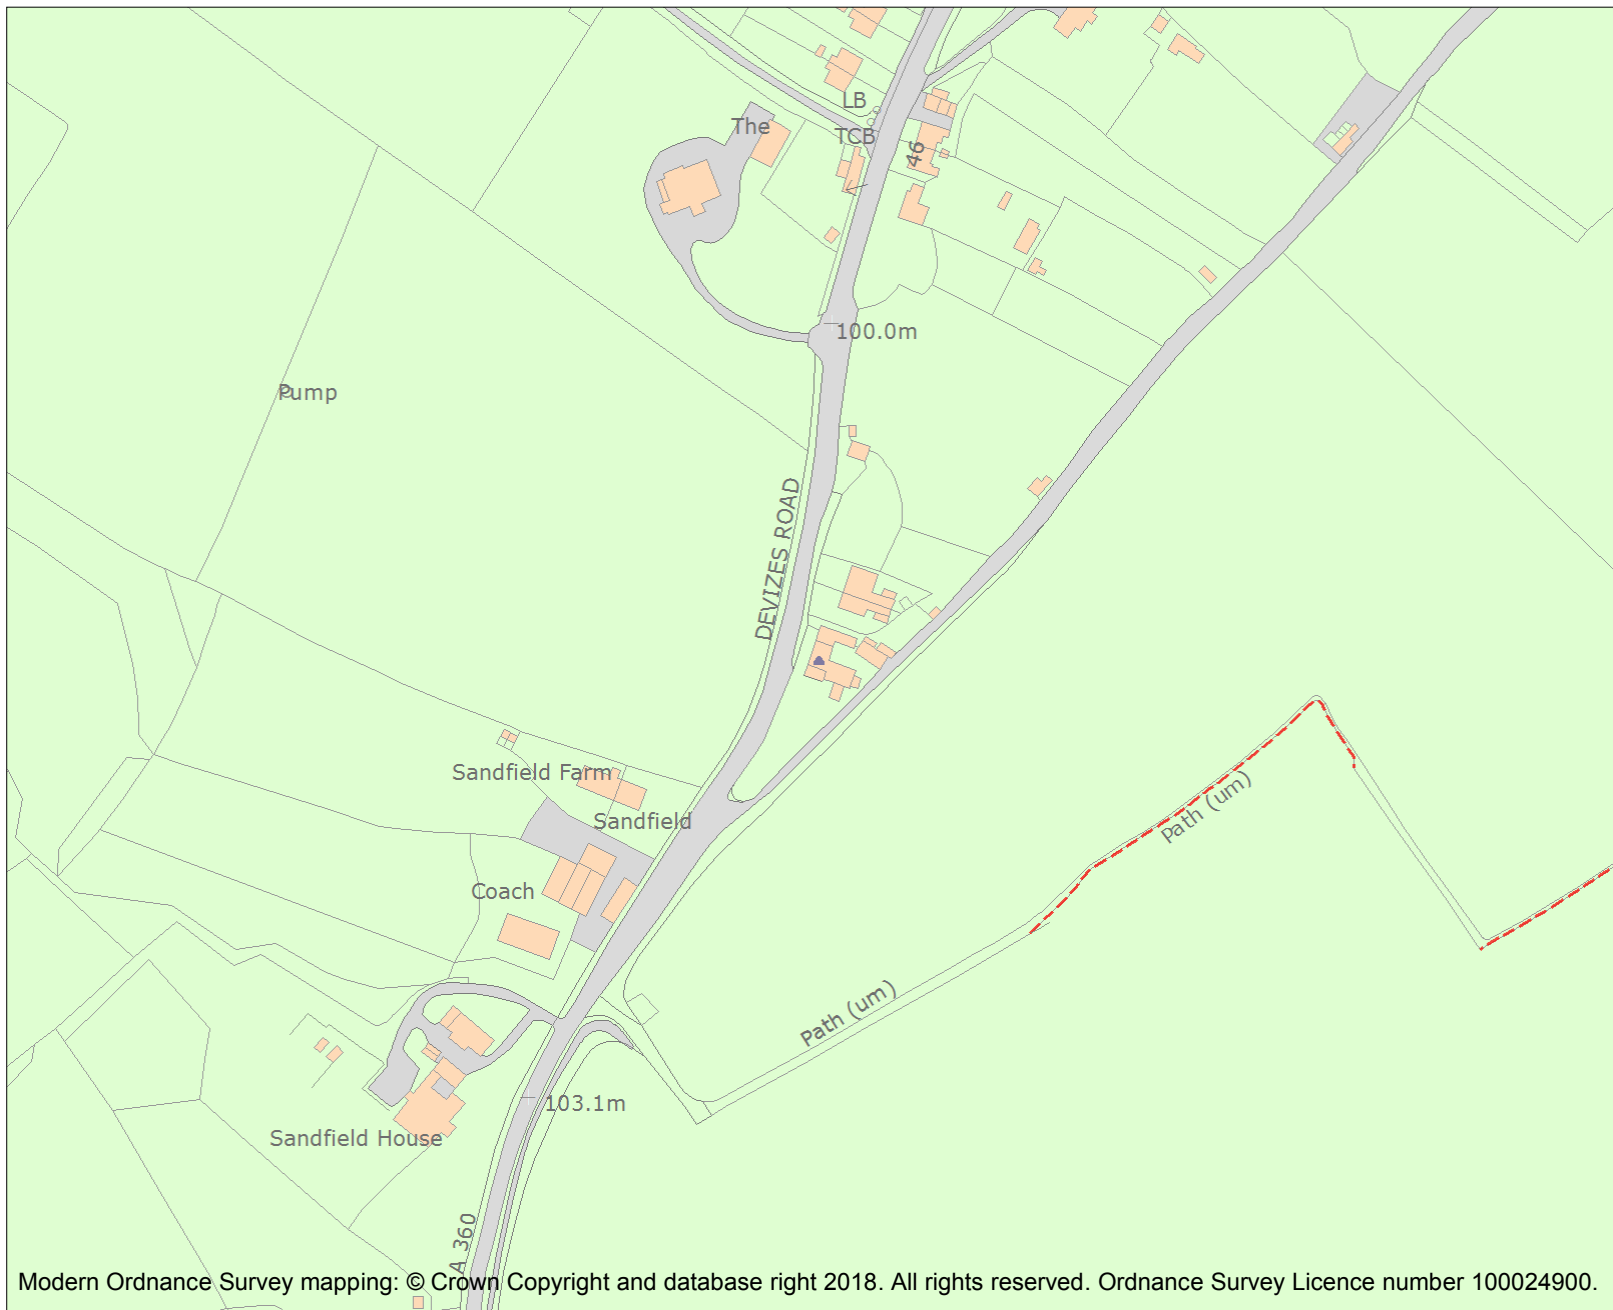 LB
The
TCB
46
100.0m
Pump
DEVIZES ROAD
Sandfield Farm
Path (um)
Sandfield
Coach
Path (um)
103.1m
Sandfield House
A 360
Modern Ordnance Survey mapping: © Crown Copyright and database right 2018. All rights reserved. Ordnance Survey Licence number 100024900.